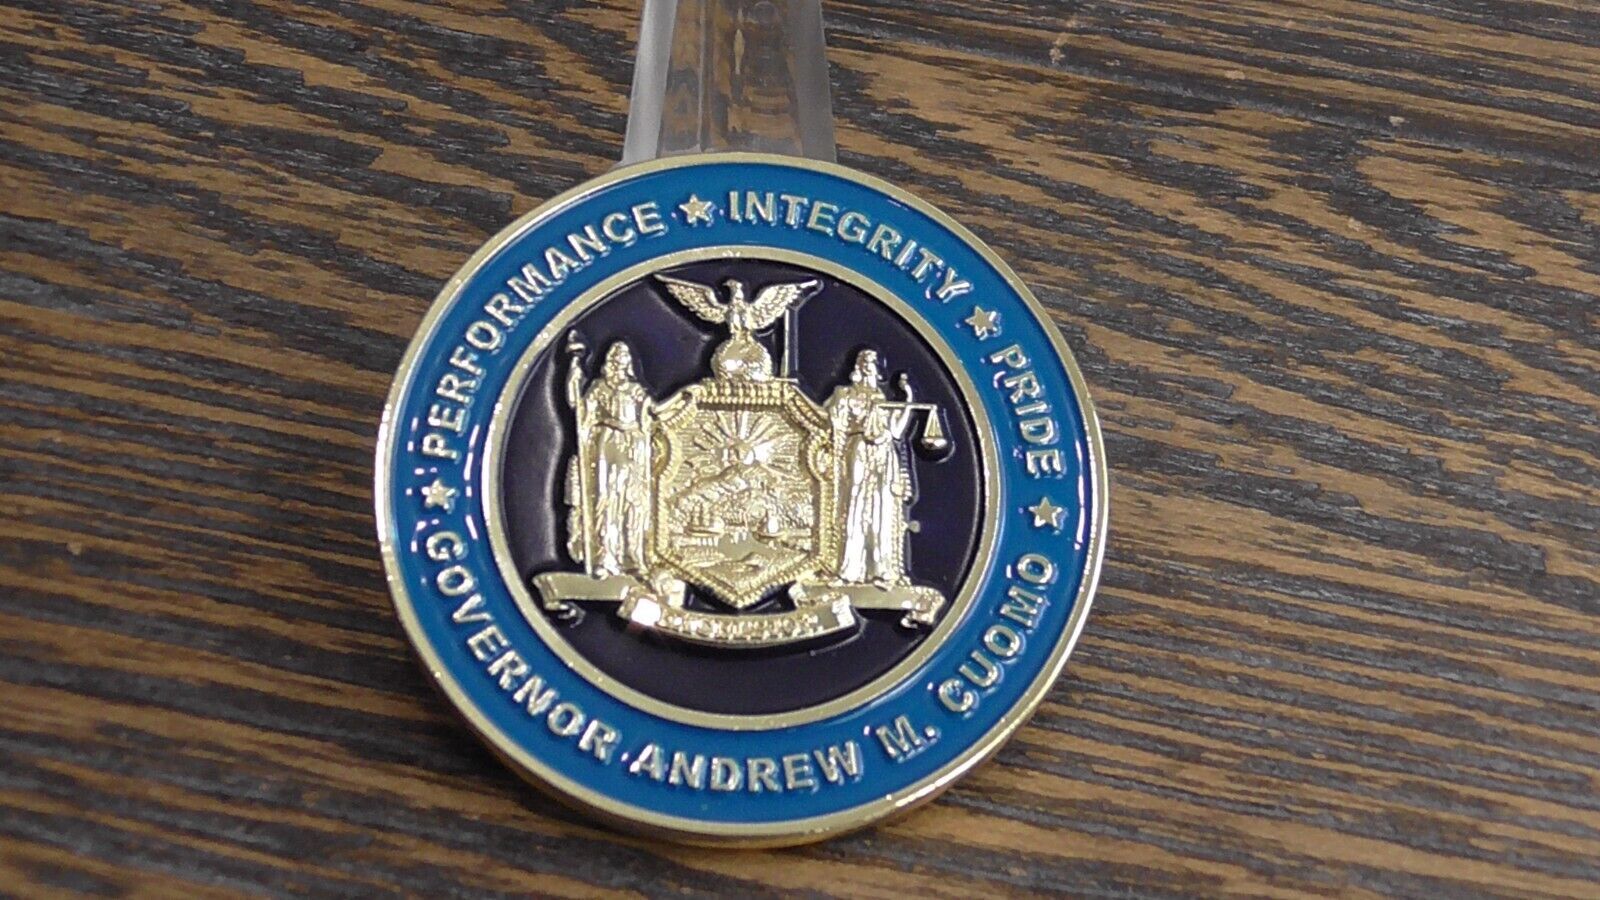 PERFORMANCE ★ INTEGRITY ★ PRIDE ★
GOVERNOR ANDREW M. CUOMO ★